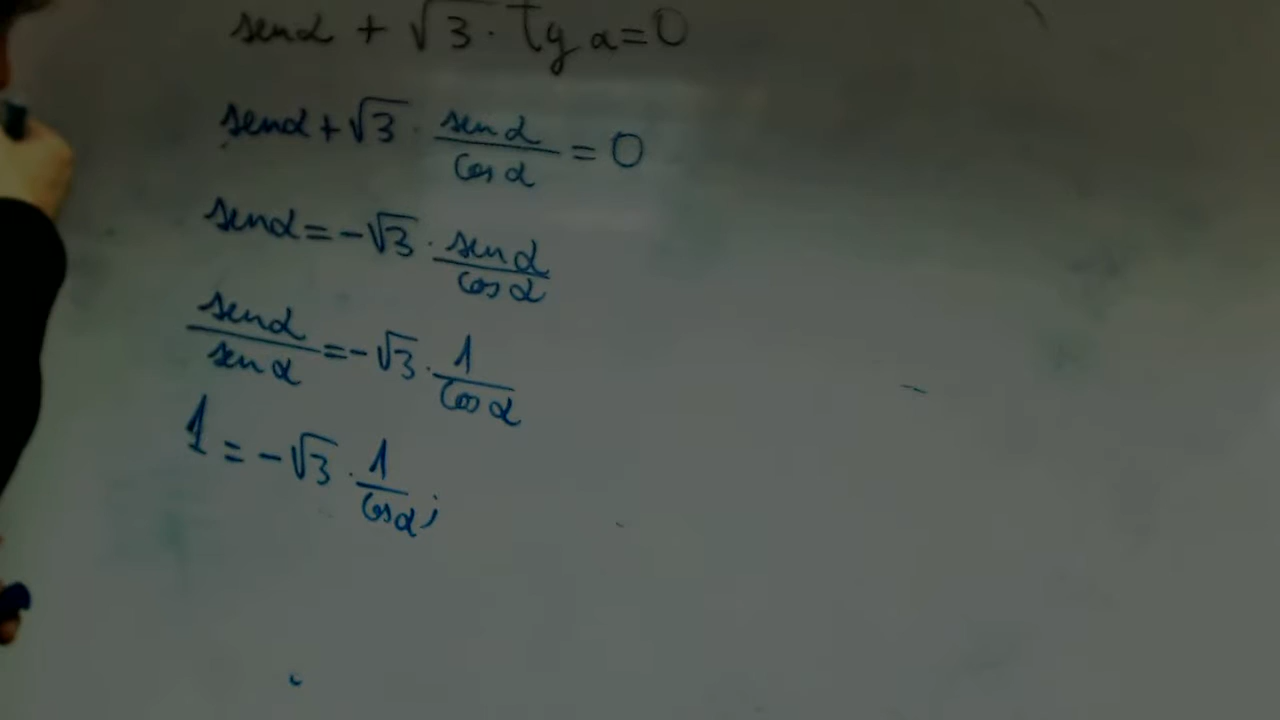 senα + √3 · tg α = 0
senα + √3 · senα/cosα = 0
senα = -√3 · senα/cosα
senα/senα = -√3 · 1/cosα
1 = -√3 · 1/cosα;